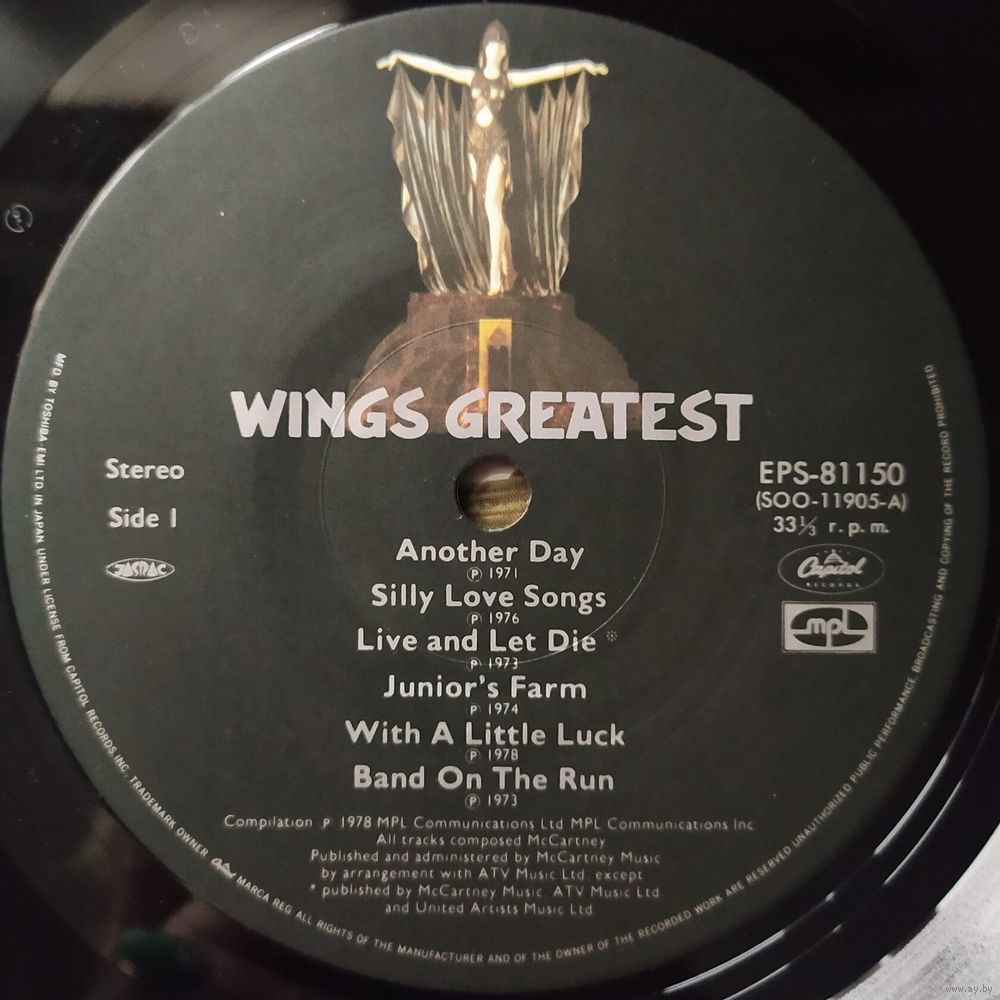 WINGS GREATEST
Stereo
Side 1
JASRAC
EPS-81150
(SOO-11905-A)
33⅓ r.p.m.
Capitol
RECORDS
mpl
Another Day
℗ 1971
Silly Love Songs
℗ 1976
Live and Let Die *
℗ 1973
Junior's Farm
℗ 1974
With A Little Luck
℗ 1978
Band On The Run
℗ 1973
Compilation ℗ 1978 MPL Communications Ltd MPL Communications Inc
All tracks composed McCartney
Published and administered by McCartney Music
by arrangement with ATV Music Ltd. except
* published by McCartney Music. ATV Music Ltd
and United Artists Music Ltd
MFD BY TOSHIBA-EMI LTD. IN JAPAN UNDER LICENSE FROM CAPITOL RECORDS, INC. TRADEMARK OWNER Capitol MARCA REG ALL RIGHTS OF THE MANUFACTURER AND OF THE OWNER OF THE RECORDED WORK ARE RESERVED UNAUTHORIZED PUBLIC PERFORMANCE BROADCASTING AND COPYING OF THE RECORD PROHIBITED
www.ay.by